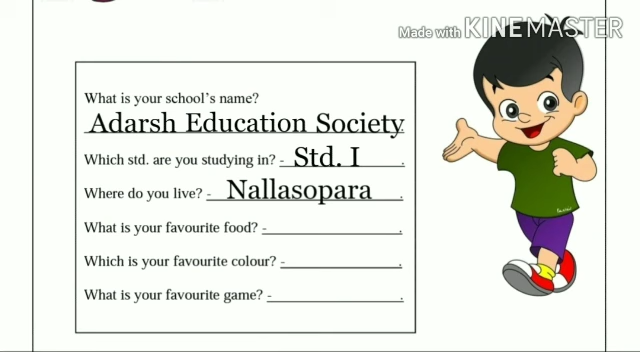 Made with KINEMASTER
What is your school's name?
Adarsh Education Society.
Which std. are you studying in? - Std. I .
Where do you live? - Nallasopara .
What is your favourite food? - .
Which is your favourite colour? - .
What is your favourite game? - .